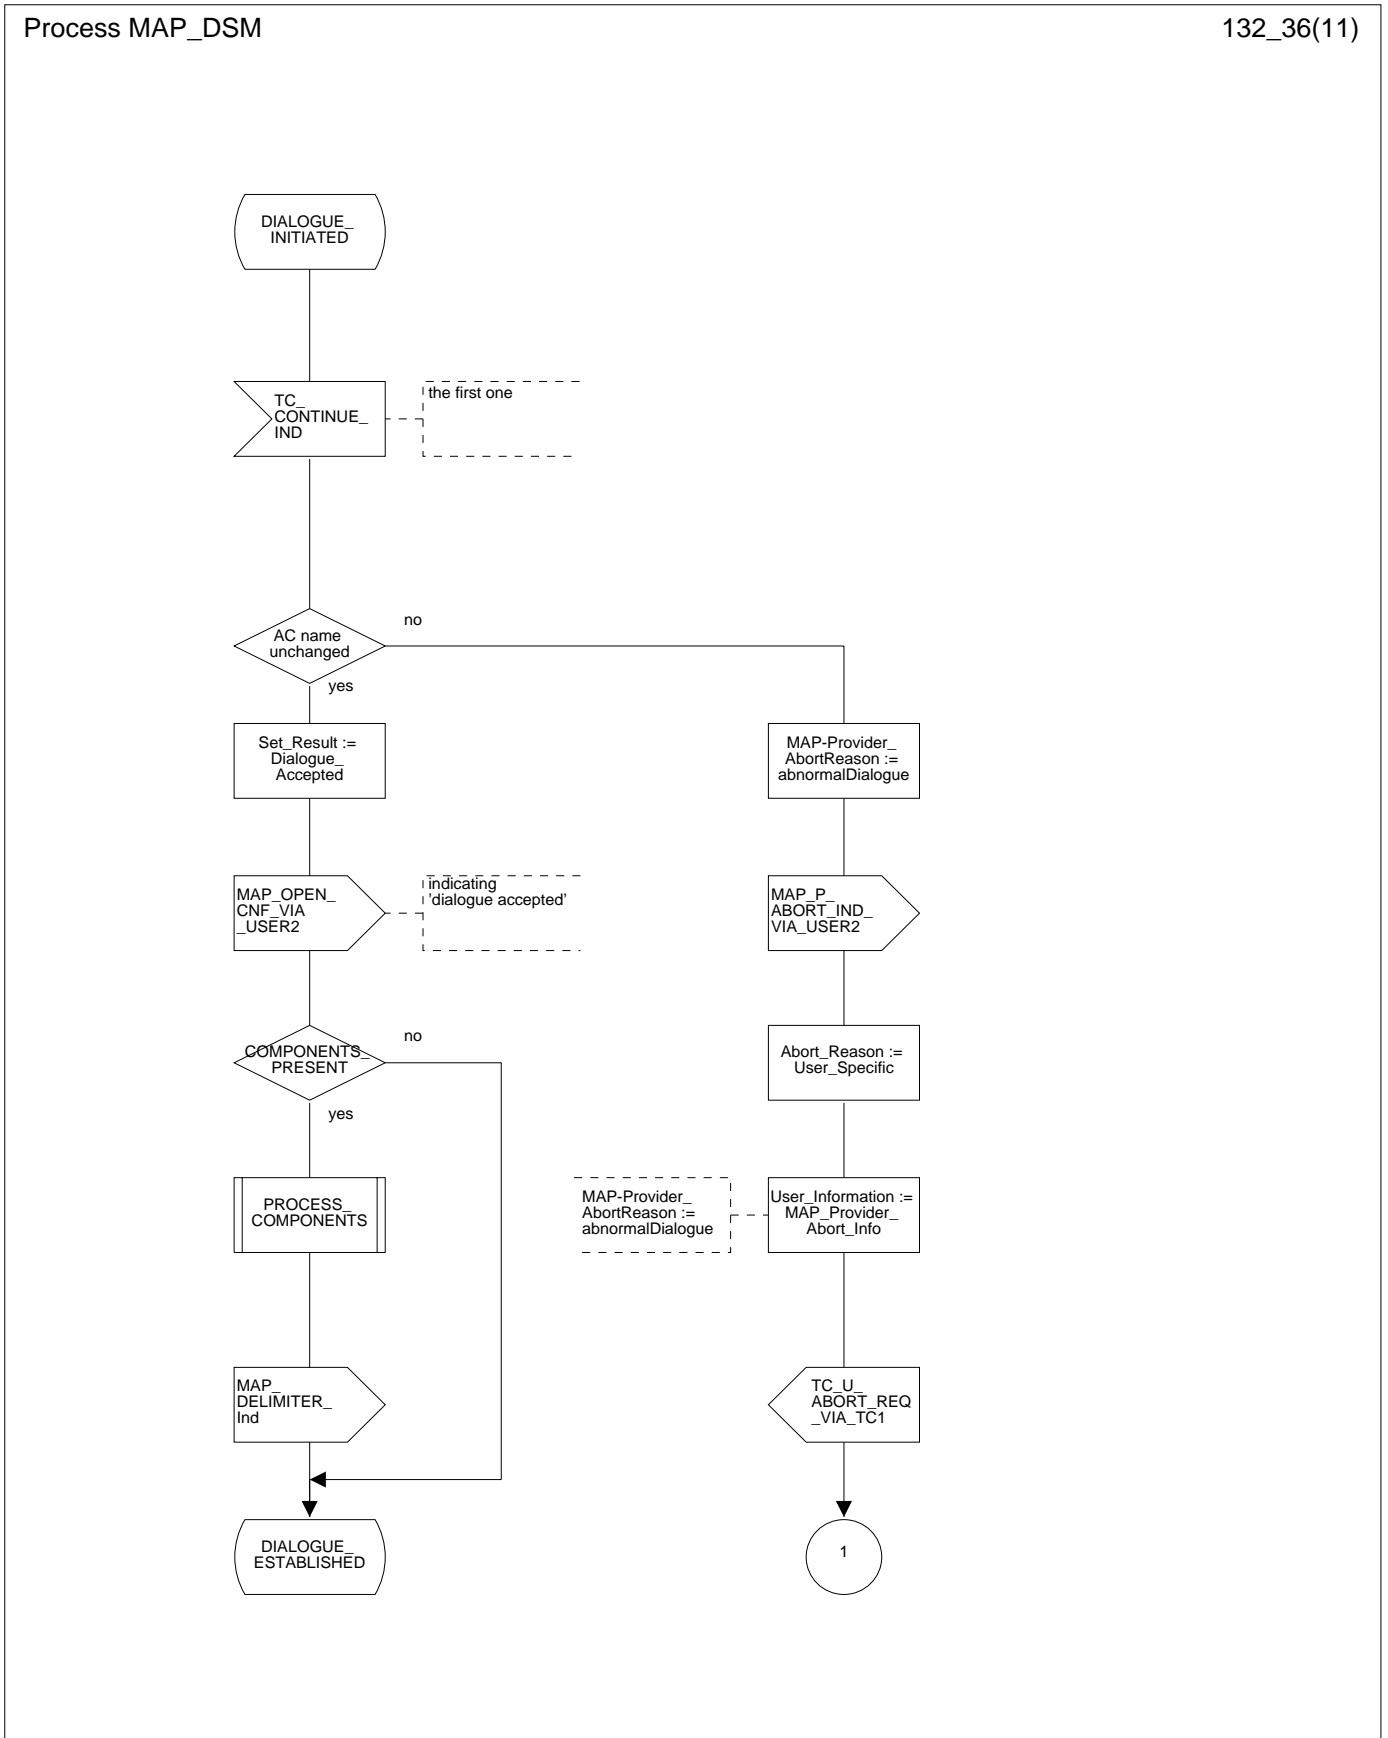 Process MAP_DSM
132_36(11)
DIALOGUE_
INITIATED
TC_
CONTINUE_
IND
the first one
AC name
unchanged
no
yes
Set_Result :=
Dialogue_
Accepted
MAP-Provider_
AbortReason :=
abnormalDialogue
MAP_OPEN_
CNF_VIA
_USER2
indicating
'dialogue accepted’
MAP_P_
ABORT_IND_
VIA_USER2
COMPONENTS_
PRESENT
no
yes
Abort_Reason :=
User_Specific
PROCESS_
COMPONENTS
MAP-Provider_
AbortReason :=
abnormalDialogue
User_Information :=
MAP_Provider_
Abort_Info
MAP_
DELIMITER_
Ind
TC_U_
ABORT_REQ
_VIA_TC1
DIALOGUE_
ESTABLISHED
1